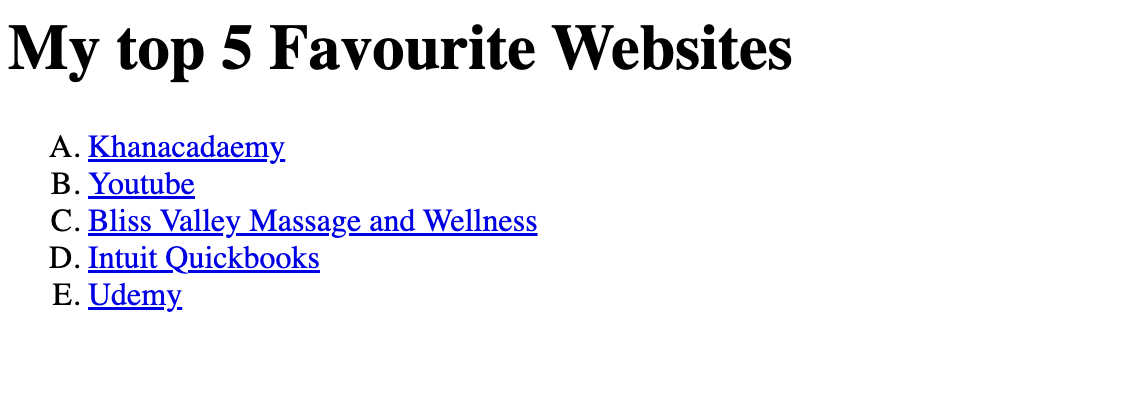 My top 5 Favourite Websites
A. Khanacadaemy
B. Youtube
C. Bliss Valley Massage and Wellness
D. Intuit Quickbooks
E. Udemy